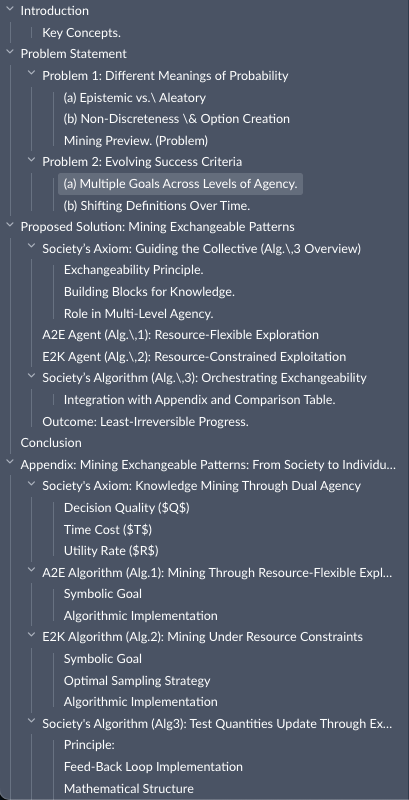 Introduction
Key Concepts.
Problem Statement
Problem 1: Different Meanings of Probability
(a) Epistemic vs.\ Aleatory
(b) Non-Discreteness \& Option Creation
Mining Preview. (Problem)
Problem 2: Evolving Success Criteria
(a) Multiple Goals Across Levels of Agency.
(b) Shifting Definitions Over Time.
Proposed Solution: Mining Exchangeable Patterns
Society’s Axiom: Guiding the Collective (Alg.\,3 Overview)
Exchangeability Principle.
Building Blocks for Knowledge.
Role in Multi-Level Agency.
A2E Agent (Alg.\,1): Resource-Flexible Exploration
E2K Agent (Alg.\,2): Resource-Constrained Exploitation
Society’s Algorithm (Alg.\,3): Orchestrating Exchangeability
Integration with Appendix and Comparison Table.
Outcome: Least-Irreversible Progress.
Conclusion
Appendix: Mining Exchangeable Patterns: From Society to Individu...
Society's Axiom: Knowledge Mining Through Dual Agency
Decision Quality ($Q$)
Time Cost ($T$)
Utility Rate ($R$)
A2E Algorithm (Alg.1): Mining Through Resource-Flexible Expl...
Symbolic Goal
Algorithmic Implementation
E2K Algorithm (Alg.2): Mining Under Resource Constraints
Symbolic Goal
Optimal Sampling Strategy
Algorithmic Implementation
Society's Algorithm (Alg3): Test Quantities Update Through Ex...
Principle:
Feed-Back Loop Implementation
Mathematical Structure